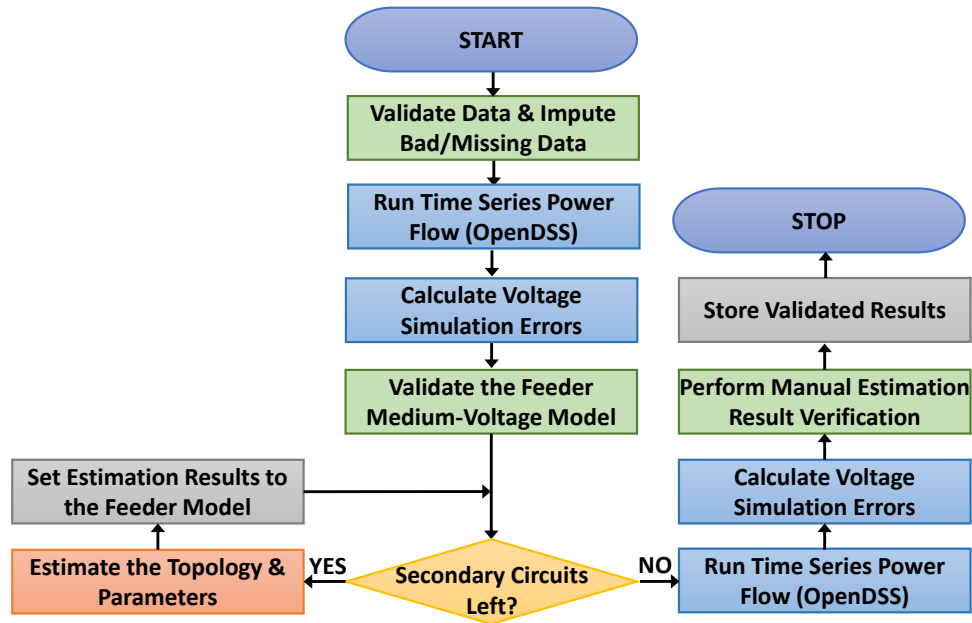 START
Validate Data & Impute
Bad/Missing Data
Run Time Series Power
Flow (OpenDSS)
Calculate Voltage
Simulation Errors
Validate the Feeder
Medium-Voltage Model
Set Estimation Results to
the Feeder Model
Estimate the Topology &
Parameters
YES
Secondary Circuits
Left?
NO
Run Time Series Power
Flow (OpenDSS)
Calculate Voltage
Simulation Errors
Perform Manual Estimation
Result Verification
Store Validated Results
STOP